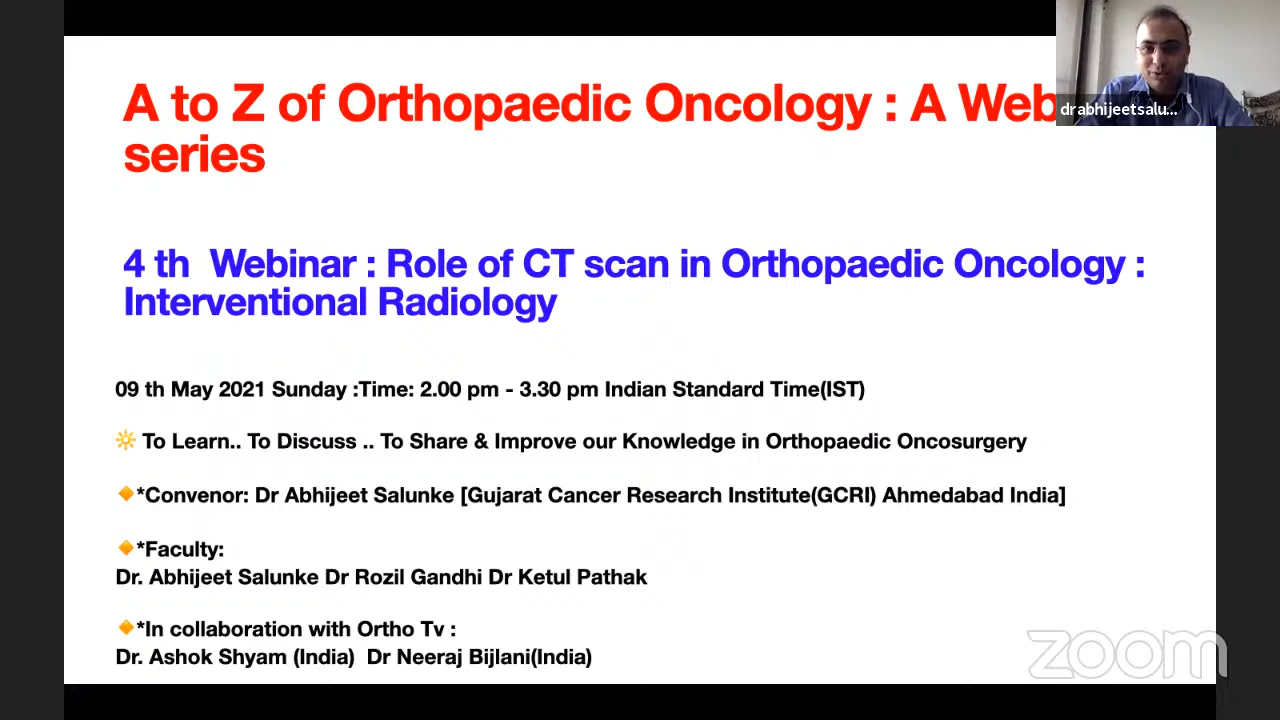 A to Z of Orthopaedic Oncology : A Web
series
drabhijeetsalu...
4 th Webinar : Role of CT scan in Orthopaedic Oncology :
Interventional Radiology
09 th May 2021 Sunday :Time: 2.00 pm - 3.30 pm Indian Standard Time(IST)
🔅 To Learn.. To Discuss .. To Share & Improve our Knowledge in Orthopaedic Oncosurgery
🔸*Convenor: Dr Abhijeet Salunke [Gujarat Cancer Research Institute(GCRI) Ahmedabad India]
🔸*Faculty:
Dr. Abhijeet Salunke Dr Rozil Gandhi Dr Ketul Pathak
🔸*In collaboration with Ortho Tv :
Dr. Ashok Shyam (India) Dr Neeraj Bijlani(India)
zoom